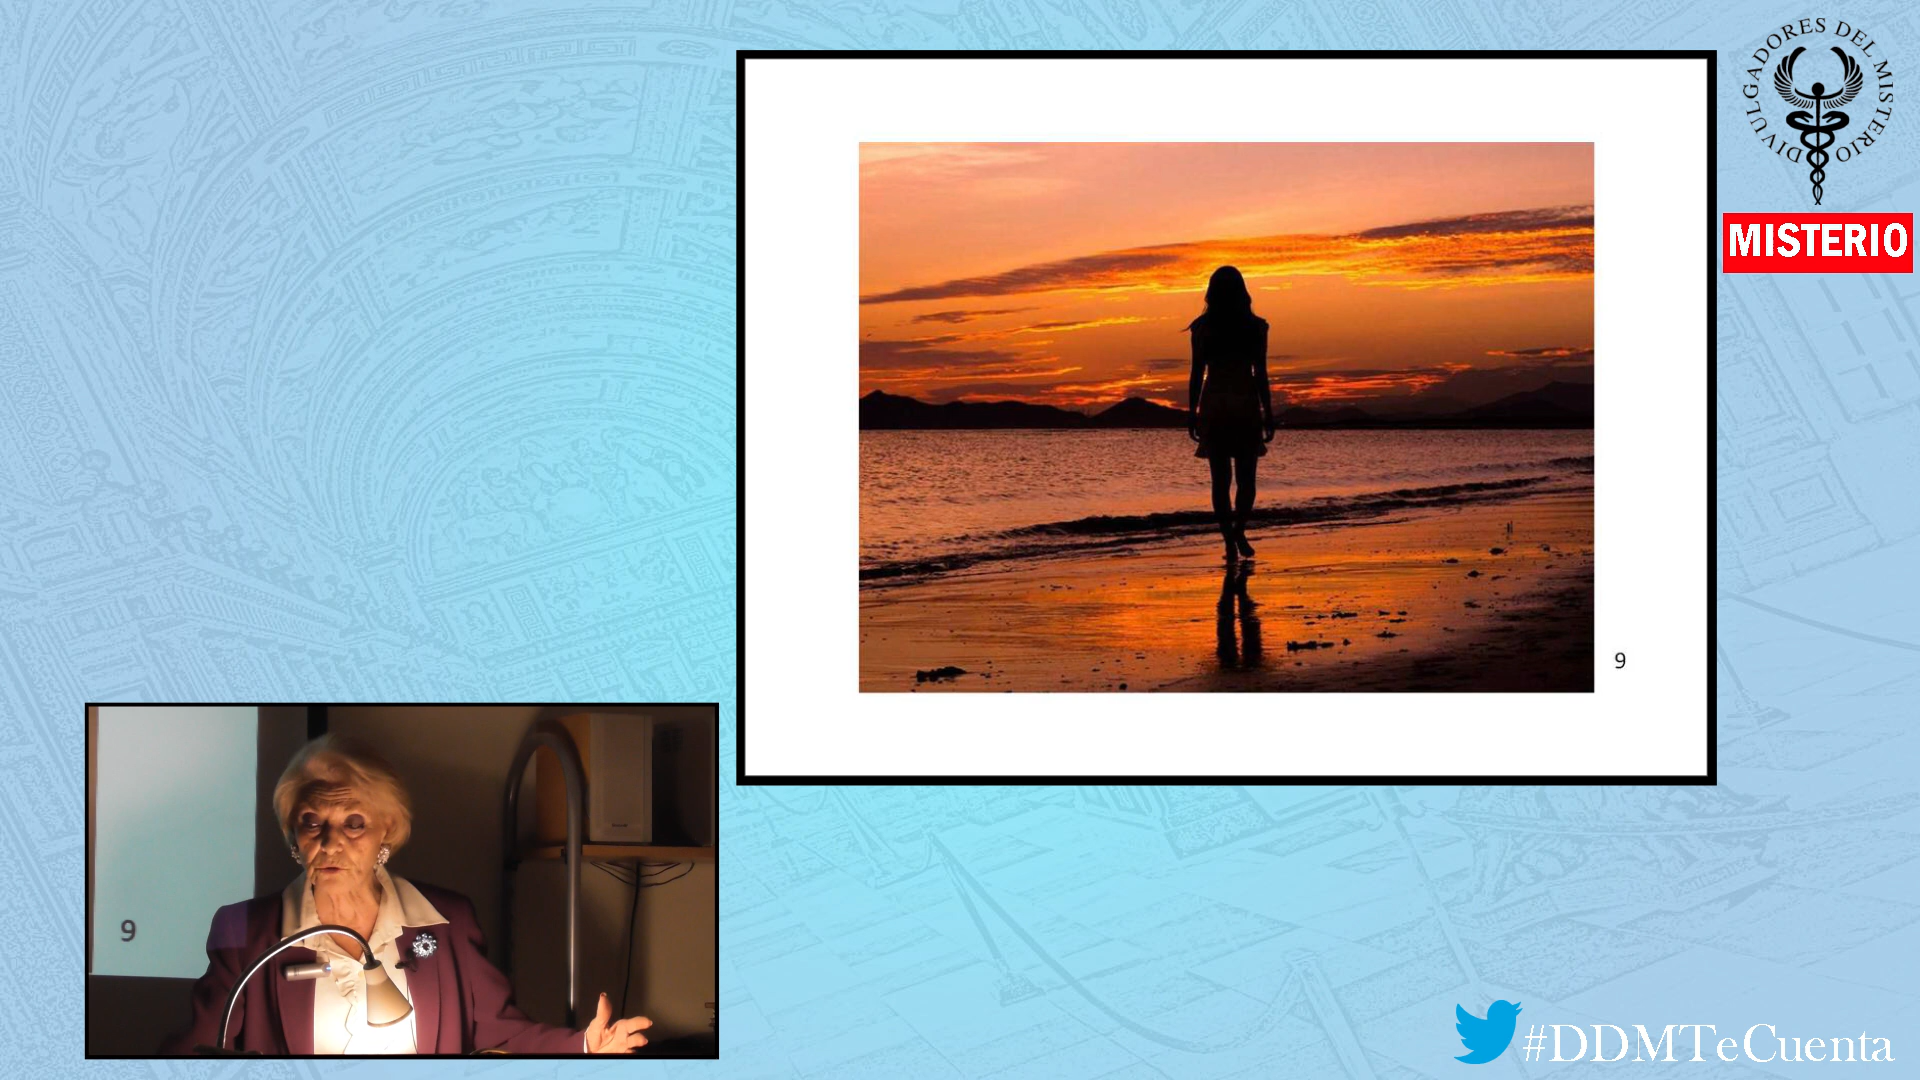 DIVULGADORES DEL MISTERIO
MISTERIO
9
9
#DDMTeCuenta